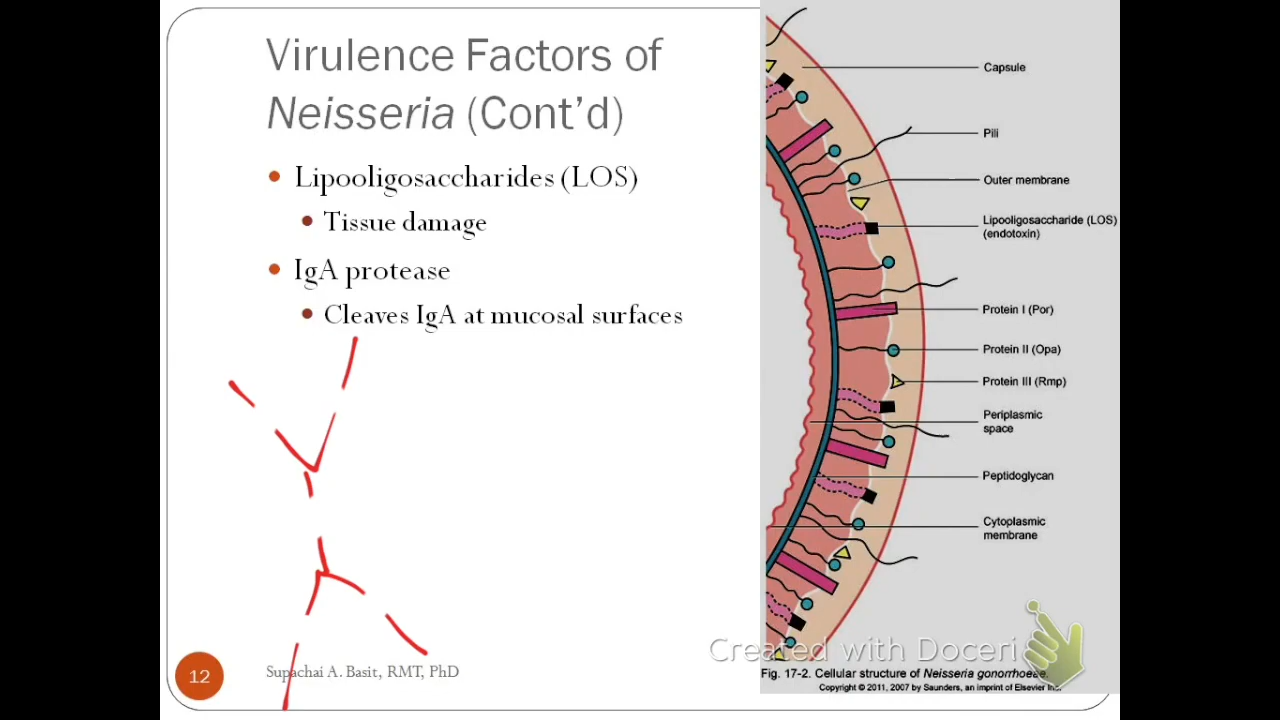 Virulence Factors of
Neisseria (Cont'd)
• Lipooligosaccharides (LOS)
• Tissue damage
• IgA protease
• Cleaves IgA at mucosal surfaces
12
Supachai A. Basit, RMT, PhD
Capsule
Pili
Outer membrane
Lipooligosaccharide (LOS)
(endotoxin)
Protein I (Por)
Protein II (Opa)
Protein III (Rmp)
Periplasmic
space
Peptidoglycan
Cytoplasmic
membrane
Created with Doceri
Fig. 17-2. Cellular structure of Neisseria gonorrhoeae.
Copyright © 2011, 2007 by Saunders, an imprint of Elsevier Inc.